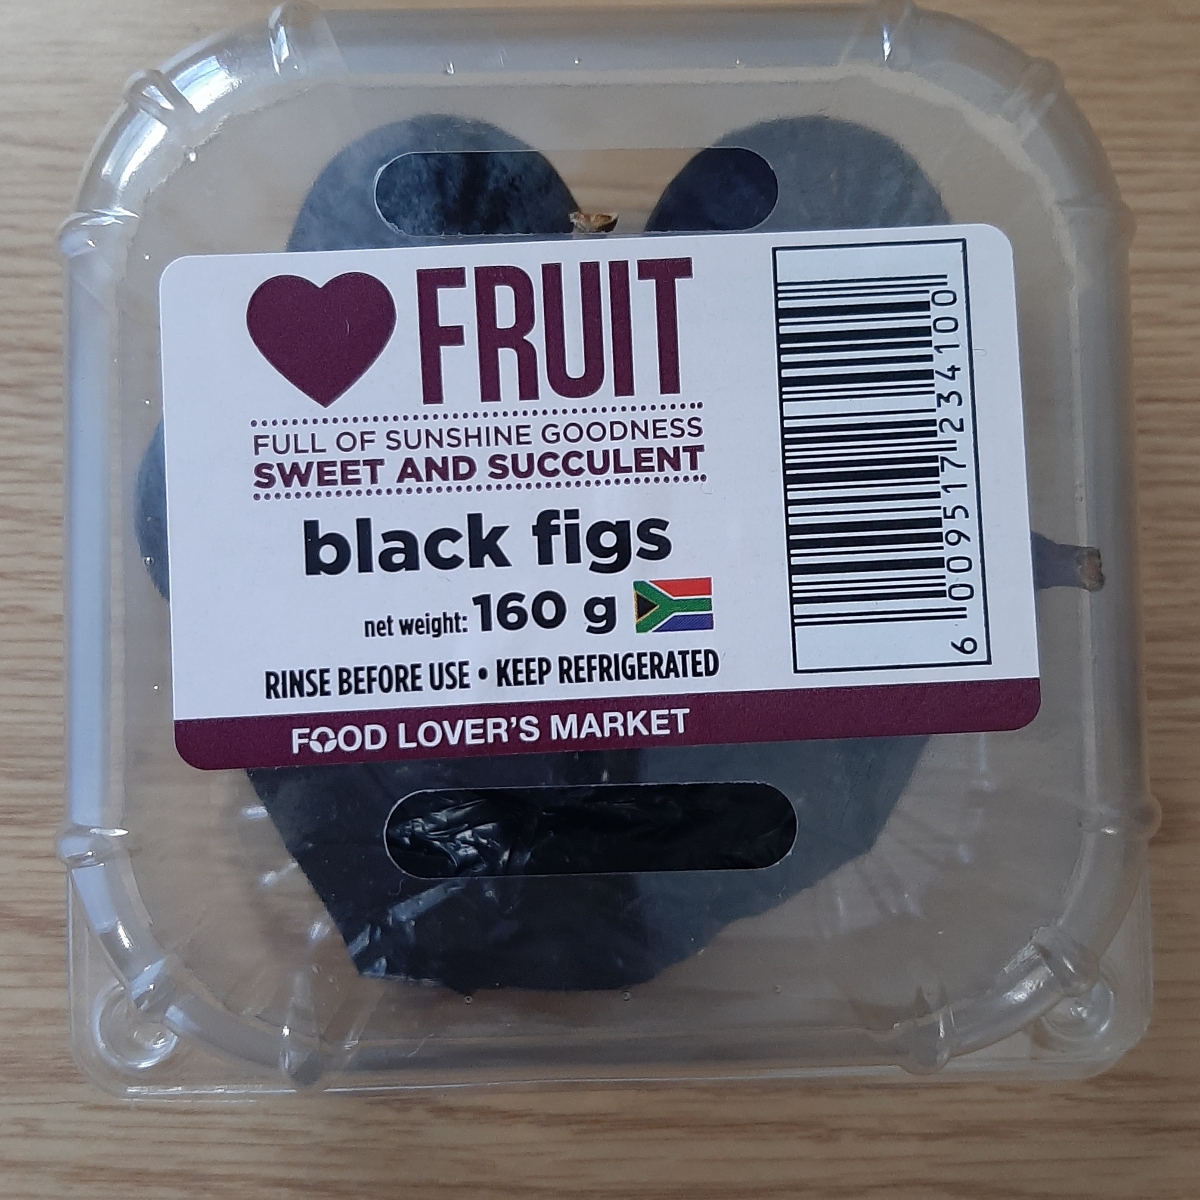 FRUIT
FULL OF SUNSHINE GOODNESS
SWEET AND SUCCULENT
black figs
net weight: 160 g
RINSE BEFORE USE • KEEP REFRIGERATED
FOOD LOVER'S MARKET
6 009517 234100